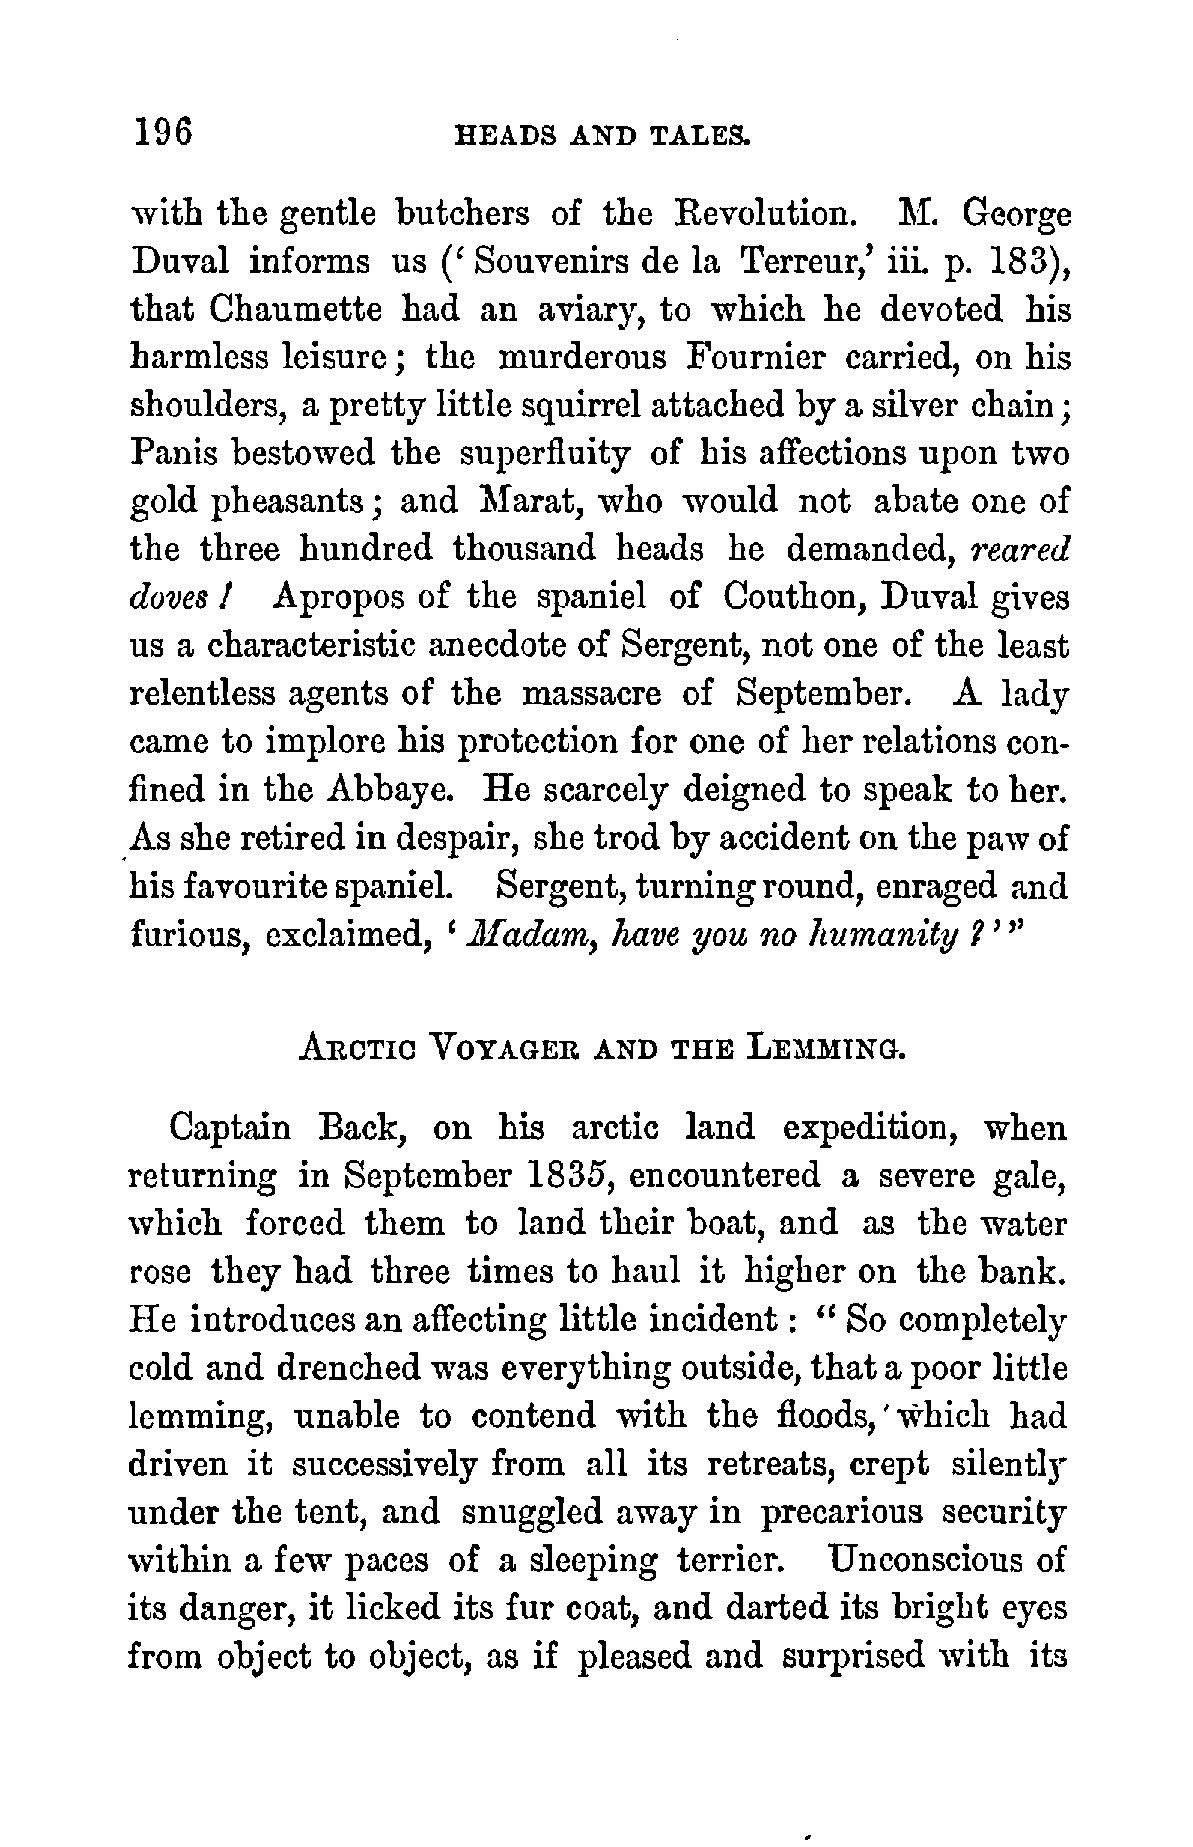 196 HEADS AND TALES.
with the gentle butchers of the Revolution. M. George
Duval informs us (‘ Souvenirs de la Terreur,’ iii. p. 183),
that Chaumette had an aviary, to which he devoted his
harmless leisure; the murderous Fournier carried, on his
shoulders, a pretty little squirrel attached by a silver chain;
Panis bestowed the superfluity of his affections upon two
gold pheasants; and Marat, who would not abate one of
the three hundred thousand heads he demanded, reared
doves! Apropos of the spaniel of Couthon, Duval gives
us a characteristic anecdote of Sergent, not one of the least
relentless agents of the massacre of September. A lady
came to implore his protection for one of her relations con-
fined in the Abbaye. He scarcely deigned to speak to her.
As she retired in despair, she trod by accident on the paw of
his favourite spaniel. Sergent, turning round, enraged and
furious, exclaimed, ‘ Madam, have you no humanity ? ’ ”
ARCTIC VOYAGER AND THE LEMMING.
Captain Back, on his arctic land expedition, when
returning in September 1835, encountered a severe gale,
which forced them to land their boat, and as the water
rose they had three times to haul it higher on the bank.
He introduces an affecting little incident : “ So completely
cold and drenched was everything outside, that a poor little
lemming, unable to contend with the floods, which had
driven it successively from all its retreats, crept silently
under the tent, and snuggled away in precarious security
within a few paces of a sleeping terrier. Unconscious of
its danger, it licked its fur coat, and darted its bright eyes
from object to object, as if pleased and surprised with its